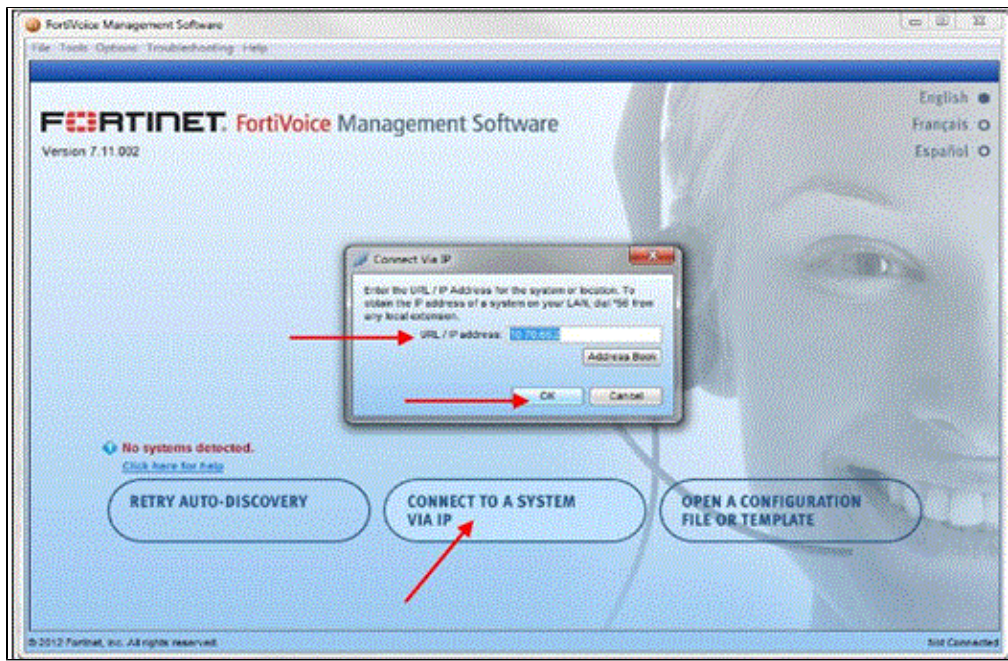 FortiVoice Management Software
File Tools Options Troubleshooting Help
FORTINET. FortiVoice Management Software
Version 7.11.002
English
Français
Español
Connect Via IP
Enter the URL / IP Address for the system or location. To
obtain the IP address of a system on your LAN, dial *56 from
any local extension.
URL / IP address:
Address Book
OK
Cancel
No systems detected.
Click here for help
RETRY AUTO-DISCOVERY
CONNECT TO A SYSTEM
VIA IP
OPEN A CONFIGURATION
FILE OR TEMPLATE
© 2012 Fortinet, Inc. All rights reserved.
Not Connected